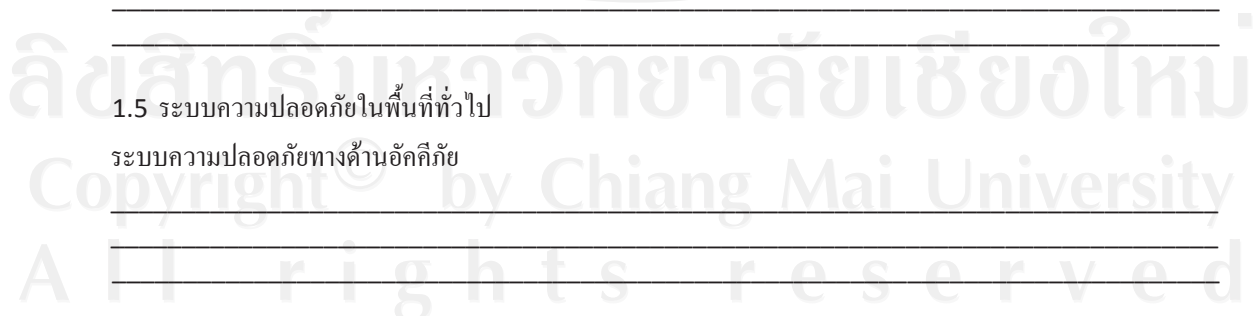 ลิขสิทธิ์มหาวิทยาลัยเชียงใหม่
1.5 ระบบความปลอดภัยในพื้นที่ทั่วไป
ระบบความปลอดภัยทางด้านอัคคีภัย
Copyright© by Chiang Mai University
All rights reserved